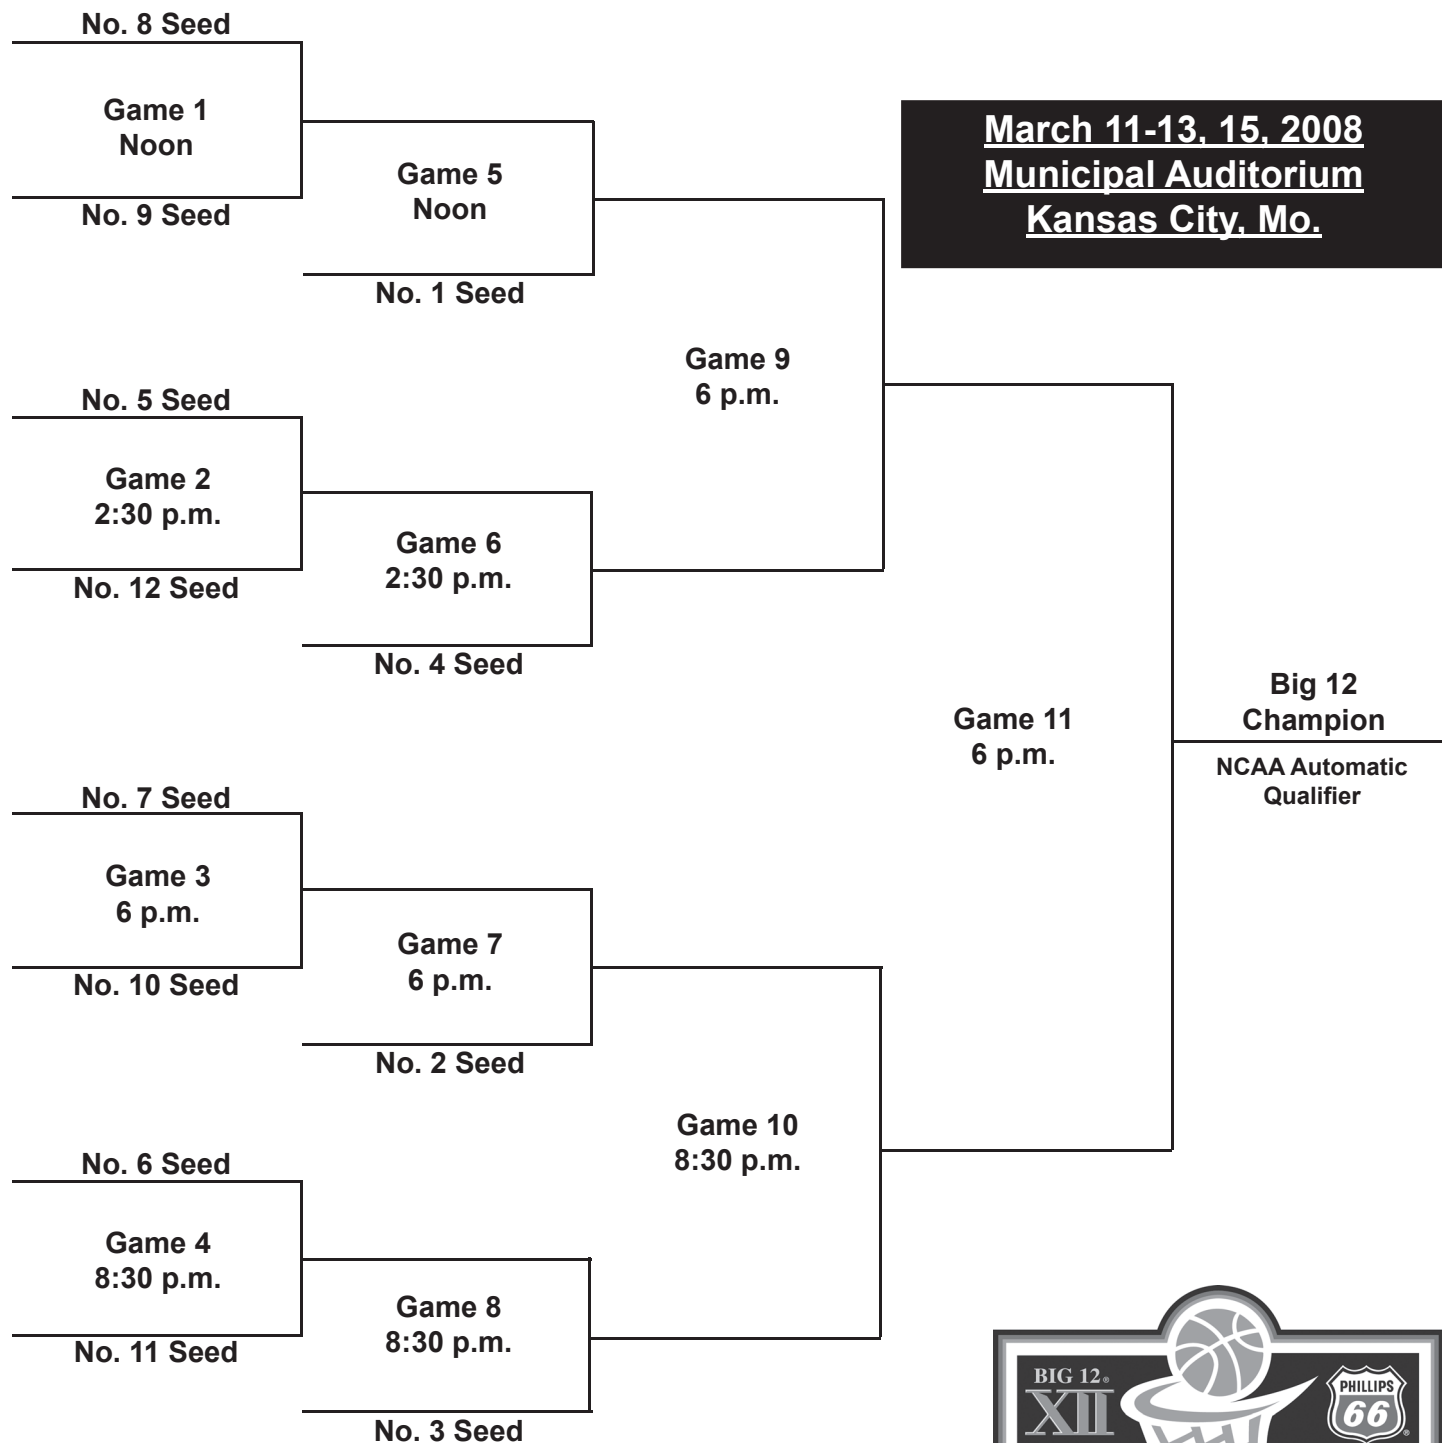 No. 8 Seed
Game 1
Noon
No. 9 Seed
Game 5
Noon
No. 1 Seed
March 11-13, 15, 2008
Municipal Auditorium
Kansas City, Mo.
Game 9
6 p.m.
No. 5 Seed
Game 2
2:30 p.m.
No. 12 Seed
Game 6
2:30 p.m.
No. 4 Seed
Game 11
6 p.m.
Big 12
Champion
NCAA Automatic
Qualifier
No. 7 Seed
Game 3
6 p.m.
No. 10 Seed
Game 7
6 p.m.
No. 2 Seed
Game 10
8:30 p.m.
No. 6 Seed
Game 4
8:30 p.m.
No. 11 Seed
Game 8
8:30 p.m.
No. 3 Seed
BIG 12®
XII
PHILLIPS
66®